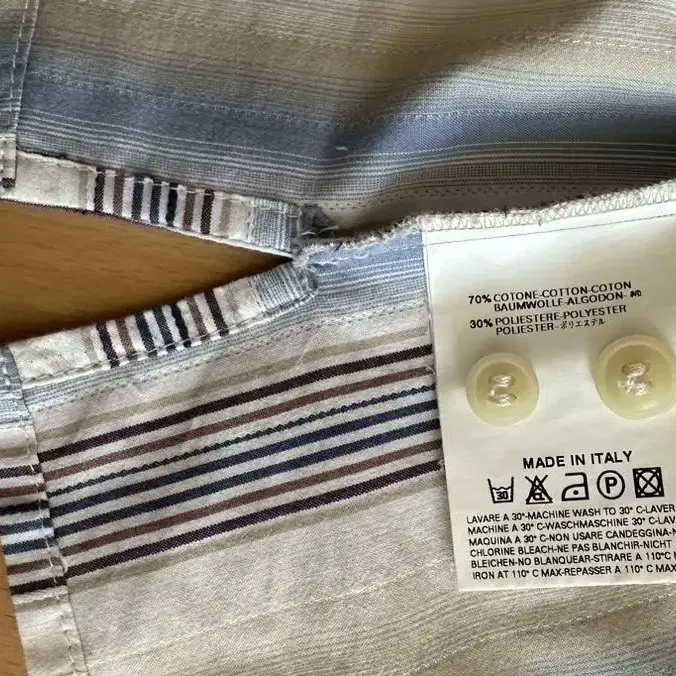 70% COTONE-COTTON-COTON
BAUMWOLLE-ALGODON-綿
30% POLIESTERE-POLYESTER
POLIESTER-ポリエステル
MADE IN ITALY
30
P
LAVARE A 30°-MACHINE WASH TO 30° C-LAVER
MACHINE A 30° C-WASCHMASCHINE 30° C-LAV
MAQUINA A 30° C-NON USARE CANDEGGINA-N
CHLORINE BLEACH-NE PAS BLANCHIR-NICHT
BLEICHEN-NO BLANQUEAR-STIRARE A 110°C M
IRON AT 110° C MAX-REPASSER A 110° C MAX